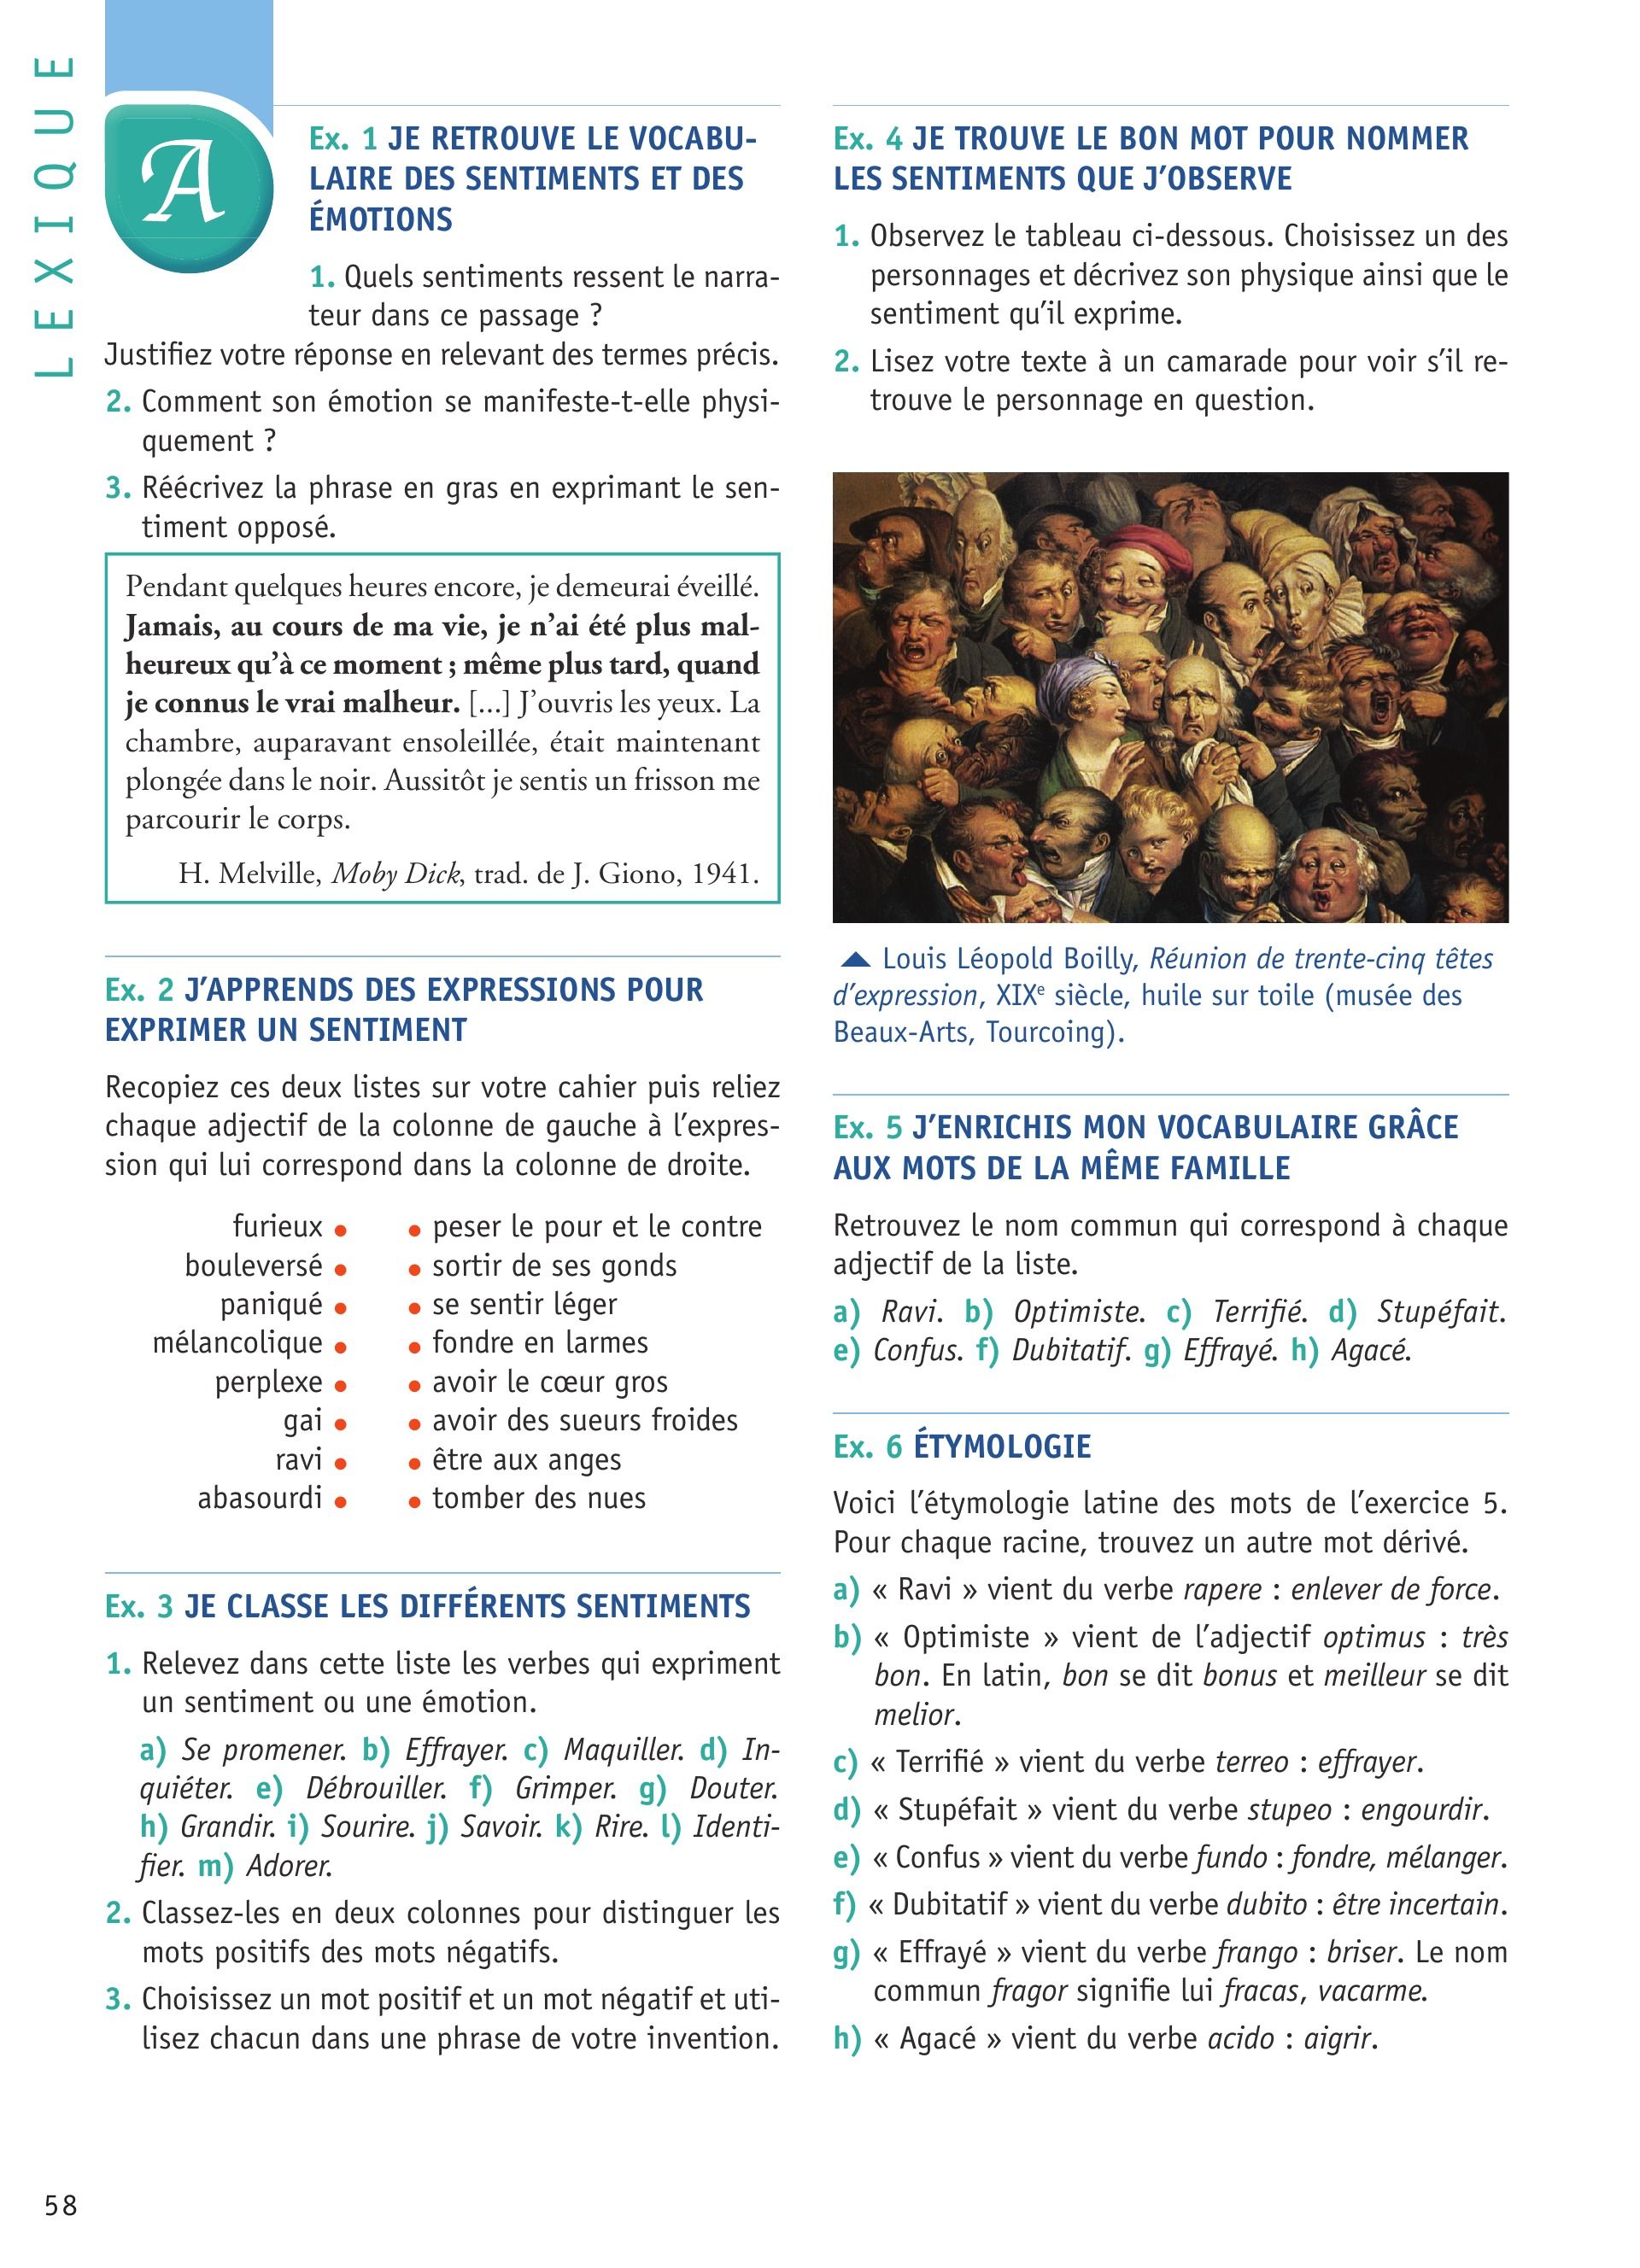 LEXIQUE
A
Ex. 1 JE RETROUVE LE VOCABU-
LAIRE DES SENTIMENTS ET DES
ÉMOTIONS
1. Quels sentiments ressent le narra-
teur dans ce passage ?
Justifiez votre réponse en relevant des termes précis.
2. Comment son émotion se manifeste-t-elle physi-
quement ?
3. Réécrivez la phrase en gras en exprimant le sen-
timent opposé.
Pendant quelques heures encore, je demeurai éveillé.
Jamais, au cours de ma vie, je n’ai été plus mal-
heureux qu’à ce moment ; même plus tard, quand
je connus le vrai malheur. [...] J’ouvris les yeux. La
chambre, auparavant ensoleillée, était maintenant
plongée dans le noir. Aussitôt je sentis un frisson me
parcourir le corps.
H. Melville, Moby Dick, trad. de J. Giono, 1941.
Ex. 2 J’APPRENDS DES EXPRESSIONS POUR
EXPRIMER UN SENTIMENT
Recopiez ces deux listes sur votre cahier puis reliez
chaque adjectif de la colonne de gauche à l’expres-
sion qui lui correspond dans la colonne de droite.
furieux • • peser le pour et le contre
bouleversé • • sortir de ses gonds
paniqué • • se sentir léger
mélancolique • • fondre en larmes
perplexe • • avoir le cœur gros
gai • • avoir des sueurs froides
ravi • • être aux anges
abasourdi • • tomber des nues
Ex. 3 JE CLASSE LES DIFFÉRENTS SENTIMENTS
1. Relevez dans cette liste les verbes qui expriment
un sentiment ou une émotion.
a) Se promener. b) Effrayer. c) Maquiller. d) In-
quiéter. e) Débrouiller. f) Grimper. g) Douter.
h) Grandir. i) Sourire. j) Savoir. k) Rire. l) Identi-
fier. m) Adorer.
2. Classez-les en deux colonnes pour distinguer les
mots positifs des mots négatifs.
3. Choisissez un mot positif et un mot négatif et uti-
lisez chacun dans une phrase de votre invention.
Ex. 4 JE TROUVE LE BON MOT POUR NOMMER
LES SENTIMENTS QUE J’OBSERVE
1. Observez le tableau ci-dessous. Choisissez un des
personnages et décrivez son physique ainsi que le
sentiment qu’il exprime.
2. Lisez votre texte à un camarade pour voir s’il re-
trouve le personnage en question.
Louis Léopold Boilly, Réunion de trente-cinq têtes
d’expression, XIXe siècle, huile sur toile (musée des
Beaux-Arts, Tourcoing).
Ex. 5 J’ENRICHIS MON VOCABULAIRE GRÂCE
AUX MOTS DE LA MÊME FAMILLE
Retrouvez le nom commun qui correspond à chaque
adjectif de la liste.
a) Ravi. b) Optimiste. c) Terrifié. d) Stupéfait.
e) Confus. f) Dubitatif. g) Effrayé. h) Agacé.
Ex. 6 ÉTYMOLOGIE
Voici l’étymologie latine des mots de l’exercice 5.
Pour chaque racine, trouvez un autre mot dérivé.
a) « Ravi » vient du verbe rapere : enlever de force.
b) « Optimiste » vient de l’adjectif optimus : très
bon. En latin, bon se dit bonus et meilleur se dit
melior.
c) « Terrifié » vient du verbe terreo : effrayer.
d) « Stupéfait » vient du verbe stupeo : engourdir.
e) « Confus » vient du verbe fundo : fondre, mélanger.
f) « Dubitatif » vient du verbe dubito : être incertain.
g) « Effrayé » vient du verbe frango : briser. Le nom
commun fragor signifie lui fracas, vacarme.
h) « Agacé » vient du verbe acido : aigrir.
58